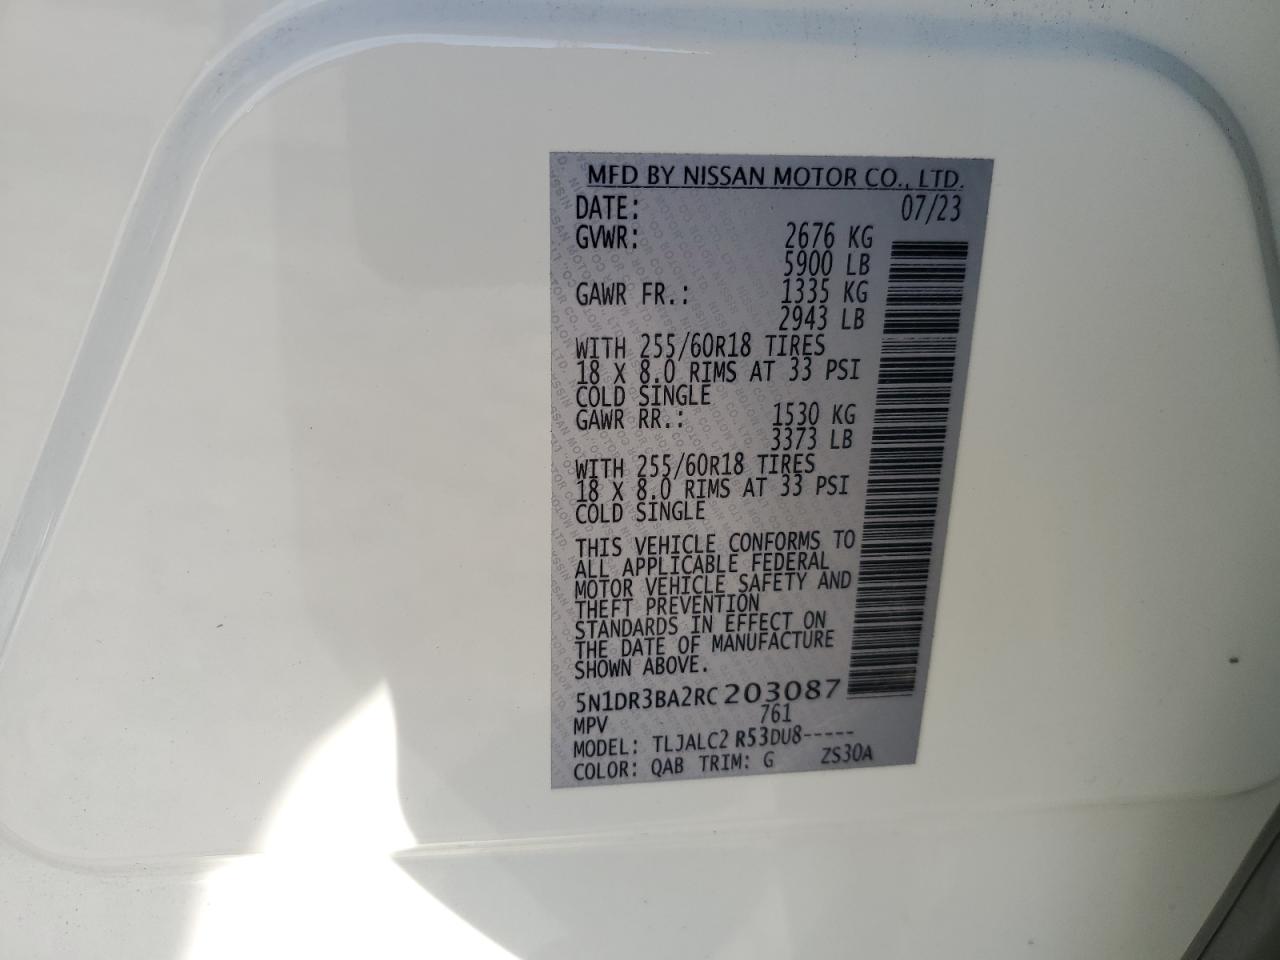 MFD BY NISSAN MOTOR CO., LTD.
DATE: 07/23
GVWR: 2676 KG
5900 LB
GAWR FR.: 1335 KG
2943 LB
WITH 255/60R18 TIRES
18 X 8.0 RIMS AT 33 PSI
COLD SINGLE
GAWR RR.: 1530 KG
3373 LB
WITH 255/60R18 TIRES
18 X 8.0 RIMS AT 33 PSI
COLD SINGLE
THIS VEHICLE CONFORMS TO
ALL APPLICABLE FEDERAL
MOTOR VEHICLE SAFETY AND
THEFT PREVENTION
STANDARDS IN EFFECT ON
THE DATE OF MANUFACTURE
SHOWN ABOVE.
5N1DR3BA2RC203087
MPV 761
MODEL: TLJALC2 R53DU8-----
COLOR: QAB TRIM: G ZS30A